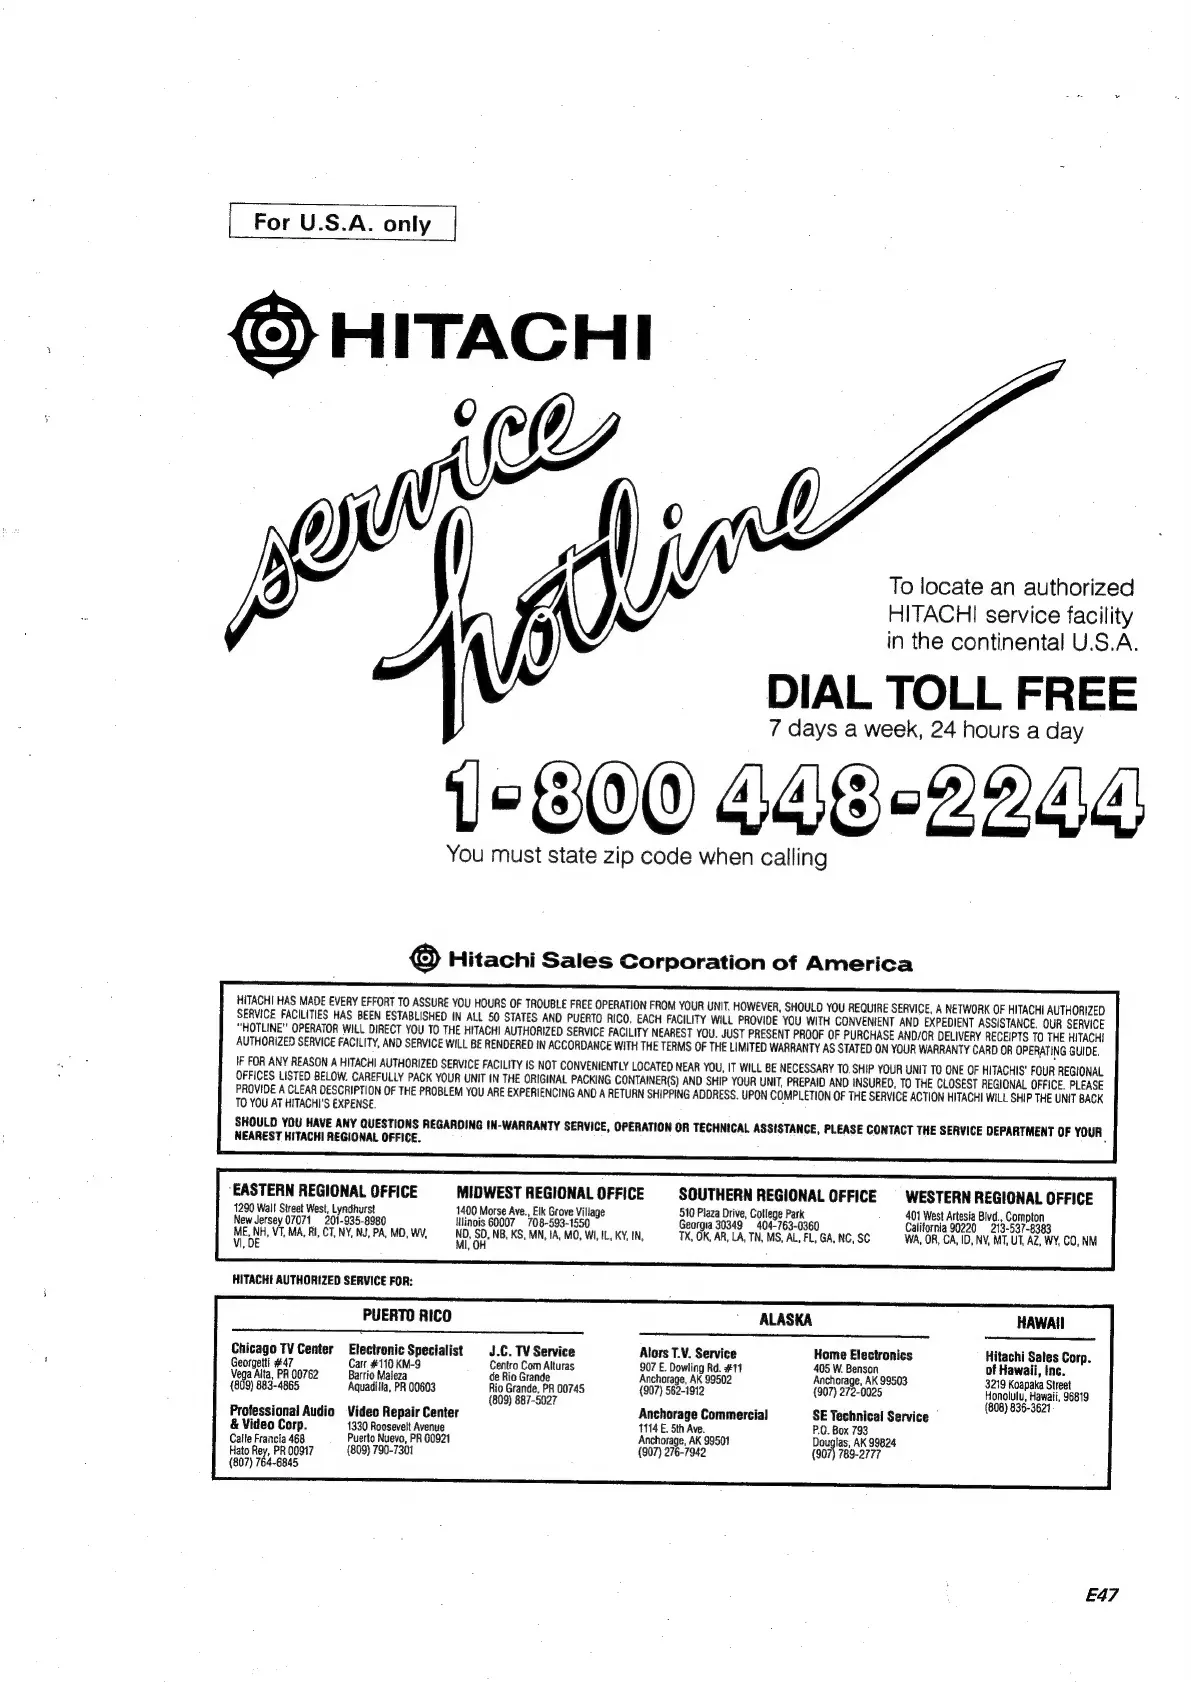 For U.S.A. only
HITACHI
service
hotline
To locate an authorized
HITACHI service facility
in the continental U.S.A.
DIAL TOLL FREE
7 days a week, 24 hours a day
1-800 448-2244
You must state zip code when calling
Hitachi Sales Corporation of America
HITACHI HAS MADE EVERY EFFORT TO ASSURE YOU HOURS OF TROUBLE FREE OPERATION FROM YOUR UNIT. HOWEVER, SHOULD YOU REQUIRE SERVICE, A NETWORK OF HITACHI AUTHORIZED
SERVICE FACILITIES HAS BEEN ESTABLISHED IN ALL 50 STATES AND PUERTO RICO. EACH FACILITY WILL PROVIDE YOU WITH CONVENIENT AND EXPEDIENT ASSISTANCE. OUR SERVICE
"HOTLINE" OPERATOR WILL DIRECT YOU TO THE HITACHI AUTHORIZED SERVICE FACILITY NEAREST YOU. JUST PRESENT PROOF OF PURCHASE AND/OR DELIVERY RECEIPTS TO THE HITACHI
AUTHORIZED SERVICE FACILITY, AND SERVICE WILL BE RENDERED IN ACCORDANCE WITH THE TERMS OF THE LIMITED WARRANTY AS STATED ON YOUR WARRANTY CARD OR OPERATING GUIDE.
IF FOR ANY REASON A HITACHI AUTHORIZED SERVICE FACILITY IS NOT CONVENIENTLY LOCATED NEAR YOU, IT WILL BE NECESSARY TO SHIP YOUR UNIT TO ONE OF HITACHIS' FOUR REGIONAL
OFFICES LISTED BELOW. CAREFULLY PACK YOUR UNIT IN THE ORIGINAL PACKING CONTAINER(S) AND SHIP YOUR UNIT, PREPAID AND INSURED, TO THE CLOSEST REGIONAL OFFICE. PLEASE
PROVIDE A CLEAR DESCRIPTION OF THE PROBLEM YOU ARE EXPERIENCING AND A RETURN SHIPPING ADDRESS. UPON COMPLETION OF THE SERVICE ACTION HITACHI WILL SHIP THE UNIT BACK
TO YOU AT HITACHI'S EXPENSE.
SHOULD YOU HAVE ANY QUESTIONS REGARDING IN-WARRANTY SERVICE, OPERATION OR TECHNICAL ASSISTANCE, PLEASE CONTACT THE SERVICE DEPARTMENT OF YOUR
NEAREST HITACHI REGIONAL OFFICE.
EASTERN REGIONAL OFFICE
1290 Wall Street West, Lyndhurst
New Jersey 07071 201-935-8980
ME, NH, VT, MA, RI, CT, NY, NJ, PA, MD, WV,
VI, DE
MIDWEST REGIONAL OFFICE
1400 Morse Ave., Elk Grove Village
Illinois 60007 708-593-1550
ND, SD, NB, KS, MN, IA, MO, WI, IL, KY, IN,
MI, OH
SOUTHERN REGIONAL OFFICE
510 Plaza Drive, College Park
Georgia 30349 404-763-0360
TX, OK, AR, LA, TN, MS, AL, FL, GA, NC, SC
WESTERN REGIONAL OFFICE
401 West Artesia Blvd., Compton
California 90220 213-537-8383
WA, OR, CA, ID, NV, MT, UT, AZ, WY, CO, NM
HITACHI AUTHORIZED SERVICE FOR:
PUERTO RICO
Chicago TV Center
Georgetti #47
Vega Alta, PR 00762
(809) 883-4865
Professional Audio
& Video Corp.
Calle Francia 468
Hato Rey, PR 00917
(807) 764-6845
Electronic Specialist
Carr #110 KM-9
Barrio Maleza
Aquadilla, PR 00603
Video Repair Center
1330 Roosevelt Avenue
Puerto Nuevo, PR 00921
(809) 790-7301
J.C. TV Service
Centro Com Alturas
de Rio Grande
Rio Grande, PR 00745
(809) 887-5027
ALASKA
Alors T.V. Service
907 E. Dowling Rd. #11
Anchorage, AK 99502
(907) 562-1912
Anchorage Commercial
1114 E. 5th Ave.
Anchorage, AK 99501
(907) 276-7942
Home Electronics
405 W. Benson
Anchorage, AK 99503
(907) 272-0025
SE Technical Service
P.O. Box 793
Douglas, AK 99824
(907) 789-2777
HAWAII
Hitachi Sales Corp.
of Hawaii, Inc.
3219 Koapaka Street
Honolulu, Hawaii, 96819
(808) 836-3621
E47